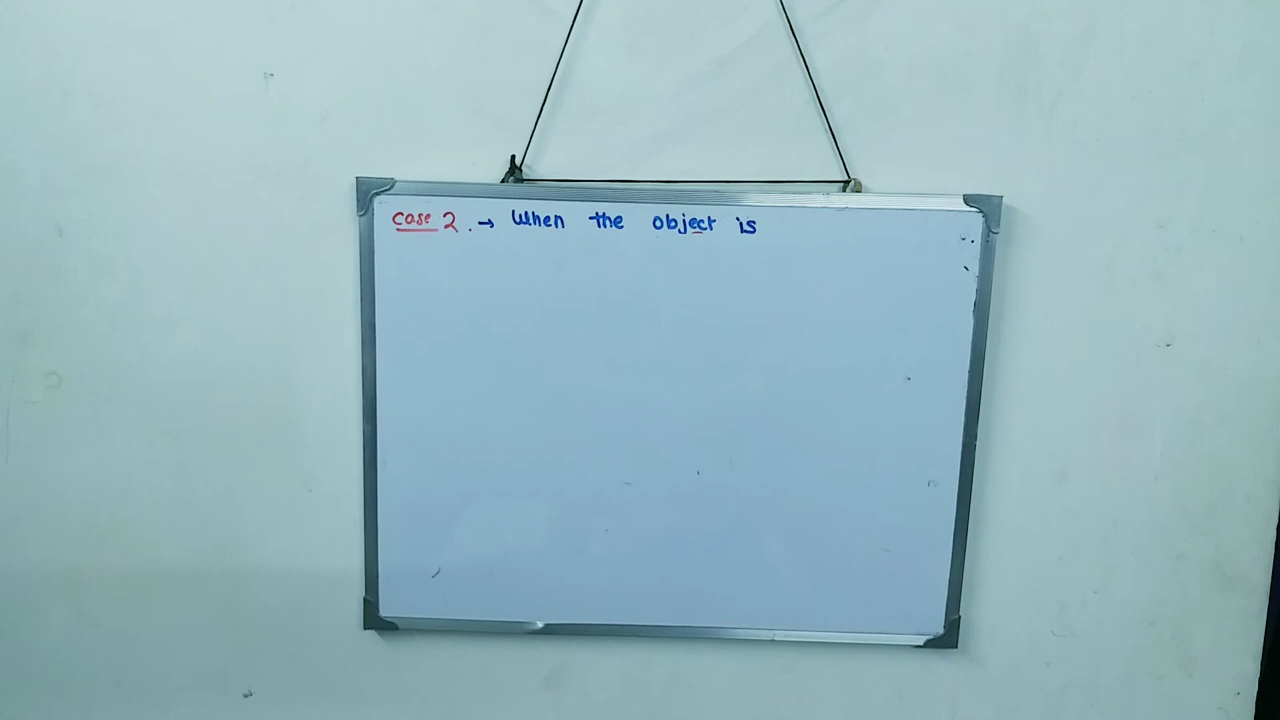 Case 2. → When the object is